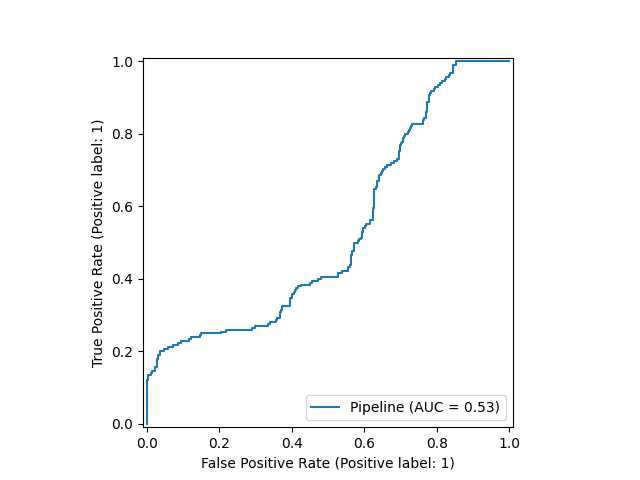 1.0
0.8
0.6
0.4
0.2
0.0
True Positive Rate (Positive label: 1)
Pipeline (AUC = 0.53)
0.0 0.2 0.4 0.6 0.8 1.0
False Positive Rate (Positive label: 1)